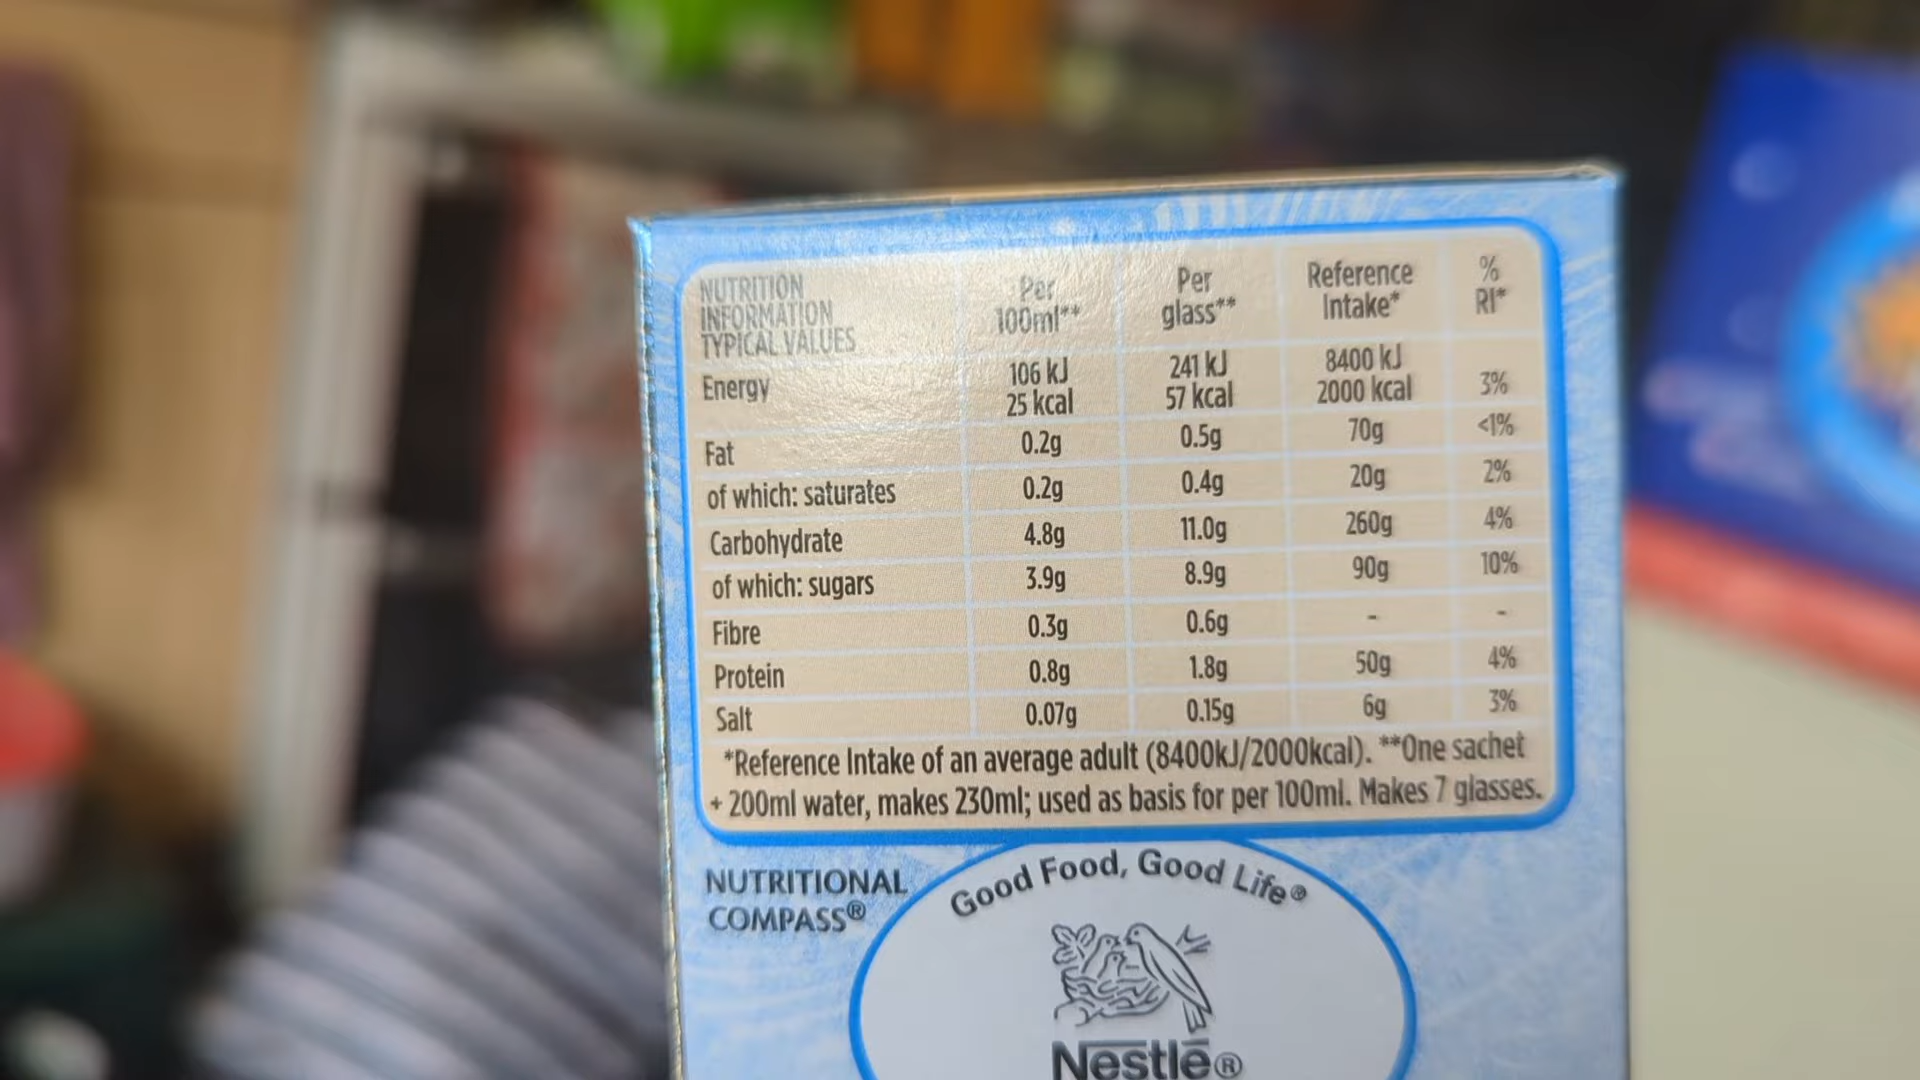 NUTRITION INFORMATION TYPICAL VALUES Per 100ml** Per glass** Reference Intake* % RI*
Energy 106 kJ 25 kcal 241 kJ 57 kcal 8400 kJ 2000 kcal 3%
Fat 0.2g 0.5g 70g <1%
of which: saturates 0.2g 0.4g 20g 2%
Carbohydrate 4.8g 11.0g 260g 4%
of which: sugars 3.9g 8.9g 90g 10%
Fibre 0.3g 0.6g - -
Protein 0.8g 1.8g 50g 4%
Salt 0.07g 0.15g 6g 3%
*Reference Intake of an average adult (8400kJ/2000kcal). **One sachet
+ 200ml water, makes 230ml; used as basis for per 100ml. Makes 7 glasses.
NUTRITIONAL
COMPASS®
Good Food, Good Life®
Nestlé®